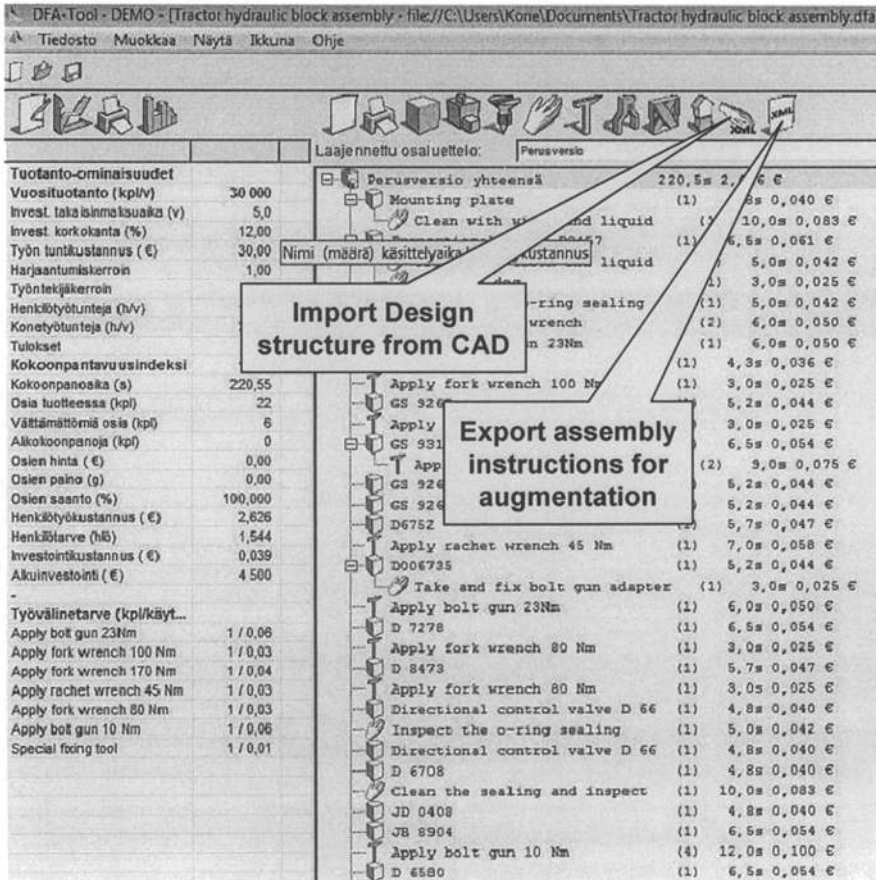 DFA-Tool - DEMO - [Tractor hydraulic block assembly - file://C:\Users\Kone\Documents\Tractor hydraulic block assembly.dfa
Tiedosto Muokkaa Näytä Ikkuna Ohje
XML XML
Laajennettu osaluettelo: Perusversio
Tuotanto-ominaisuudet
Vuosituotanto (kpl/v) 30 000
Invest. takaisinmaksuaika (v) 5,0
Invest. korkokanta (%) 12,00
Työn tuntikustannus (€) 30,00
Harjaantumiskerroin 1,00
Työntekijäkerroin
Henkilötyötunteja (h/v)
Konetyötunteja (h/v)
Tulokset
Kokoonpantavuusindeksi
Kokoonpanoaika (s) 220,55
Osia tuotteessa (kpl) 22
Välttämättömiä osia (kpl) 6
Alikokoonpanoja (kpl) 0
Osien hinta (€) 0,00
Osien paino (g) 0,00
Osien saanto (%) 100,000
Henkilötyökustannus (€) 2,626
Henkilötarve (hlö) 1,544
Investointikustannus (€) 0,039
Alkuinvestointi (€) 4 500
-
Työvälinetarve (kpl/käyt...
Apply bolt gun 23Nm 1 / 0,06
Apply fork wrench 100 Nm 1 / 0,03
Apply fork wrench 170 Nm 1 / 0,04
Apply rachet wrench 45 Nm 1 / 0,03
Apply fork wrench 80 Nm 1 / 0,03
Apply bolt gun 10 Nm 1 / 0,06
Special fixing tool 1 / 0,01
Perusversio yhteensä 220,5s €
Mounting plate (1) 0,040 €
Clean with and liquid 10,0s 0,083 €
(1) 6,5s 0,061 €
Nimi (määrä) käsittelyaika kustannus
liquid 5,0s 0,042 €
3,0s 0,025 €
o-ring sealing (1) 5,0s 0,042 €
wrench (2) 6,0s 0,050 €
23Nm (1) 6,0s 0,050 €
(1) 4,3s 0,036 €
Apply fork wrench 100 Nm (1) 3,0s 0,025 €
GS 5,2s 0,044 €
Apply 3,0s 0,025 €
GS 931 6,5s 0,054 €
(2) 9,0s 0,075 €
GS 926 5,2s 0,044 €
GS 926 5,2s 0,044 €
D6752 5,7s 0,047 €
Apply rachet wrench 45 Nm (1) 7,0s 0,058 €
D006735 (1) 5,2s 0,044 €
Take and fix bolt gun adapter (1) 3,0s 0,025 €
Apply bolt gun 23Nm (1) 6,0s 0,050 €
D 7278 (1) 6,5s 0,054 €
Apply fork wrench 80 Nm (1) 3,0s 0,025 €
D 8473 (1) 5,7s 0,047 €
Apply fork wrench 80 Nm (1) 3,0s 0,025 €
Directional control valve D 66 (1) 4,8s 0,040 €
Inspect the o-ring sealing (1) 5,0s 0,042 €
Directional control valve D 66 (1) 4,8s 0,040 €
D 6708 (1) 4,8s 0,040 €
Clean the sealing and inspect (1) 10,0s 0,083 €
JD 0408 (1) 4,8s 0,040 €
JB 8904 (1) 6,5s 0,054 €
Apply bolt gun 10 Nm (4) 12,0s 0,100 €
D 6580 (1) 6,5s 0,054 €
Import Design
structure from CAD
Export assembly
instructions for
augmentation